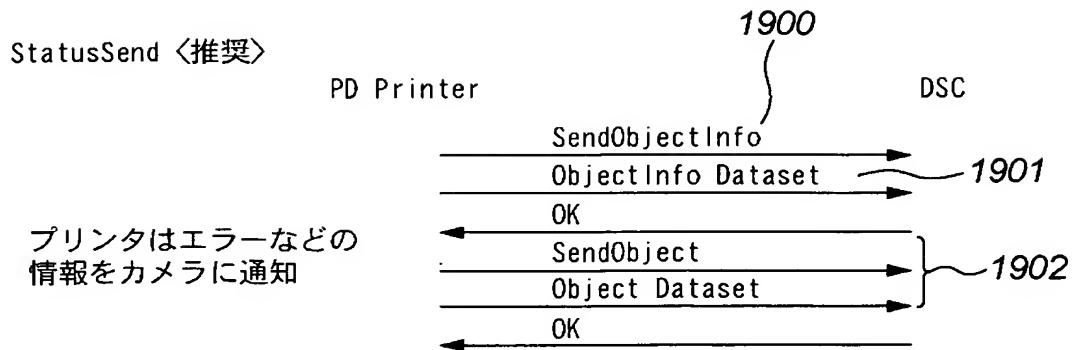 1900
StatusSend〈推奨〉
PD Printer DSC
SendObjectInfo
ObjectInfo Dataset 1901
OK
プリンタはエラーなどの
情報をカメラに通知
SendObject
1902
Object Dataset
OK